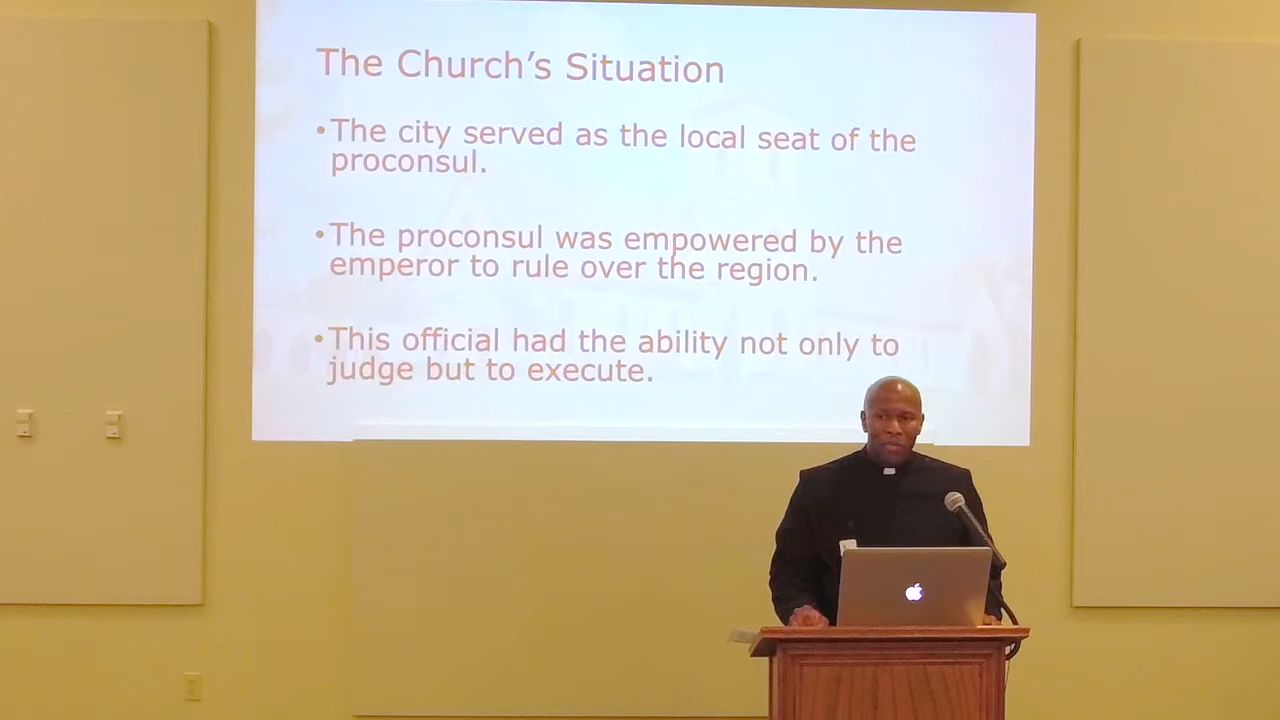 The Church's Situation
•The city served as the local seat of the
proconsul.
•The proconsul was empowered by the
emperor to rule over the region.
•This official had the ability not only to
judge but to execute.